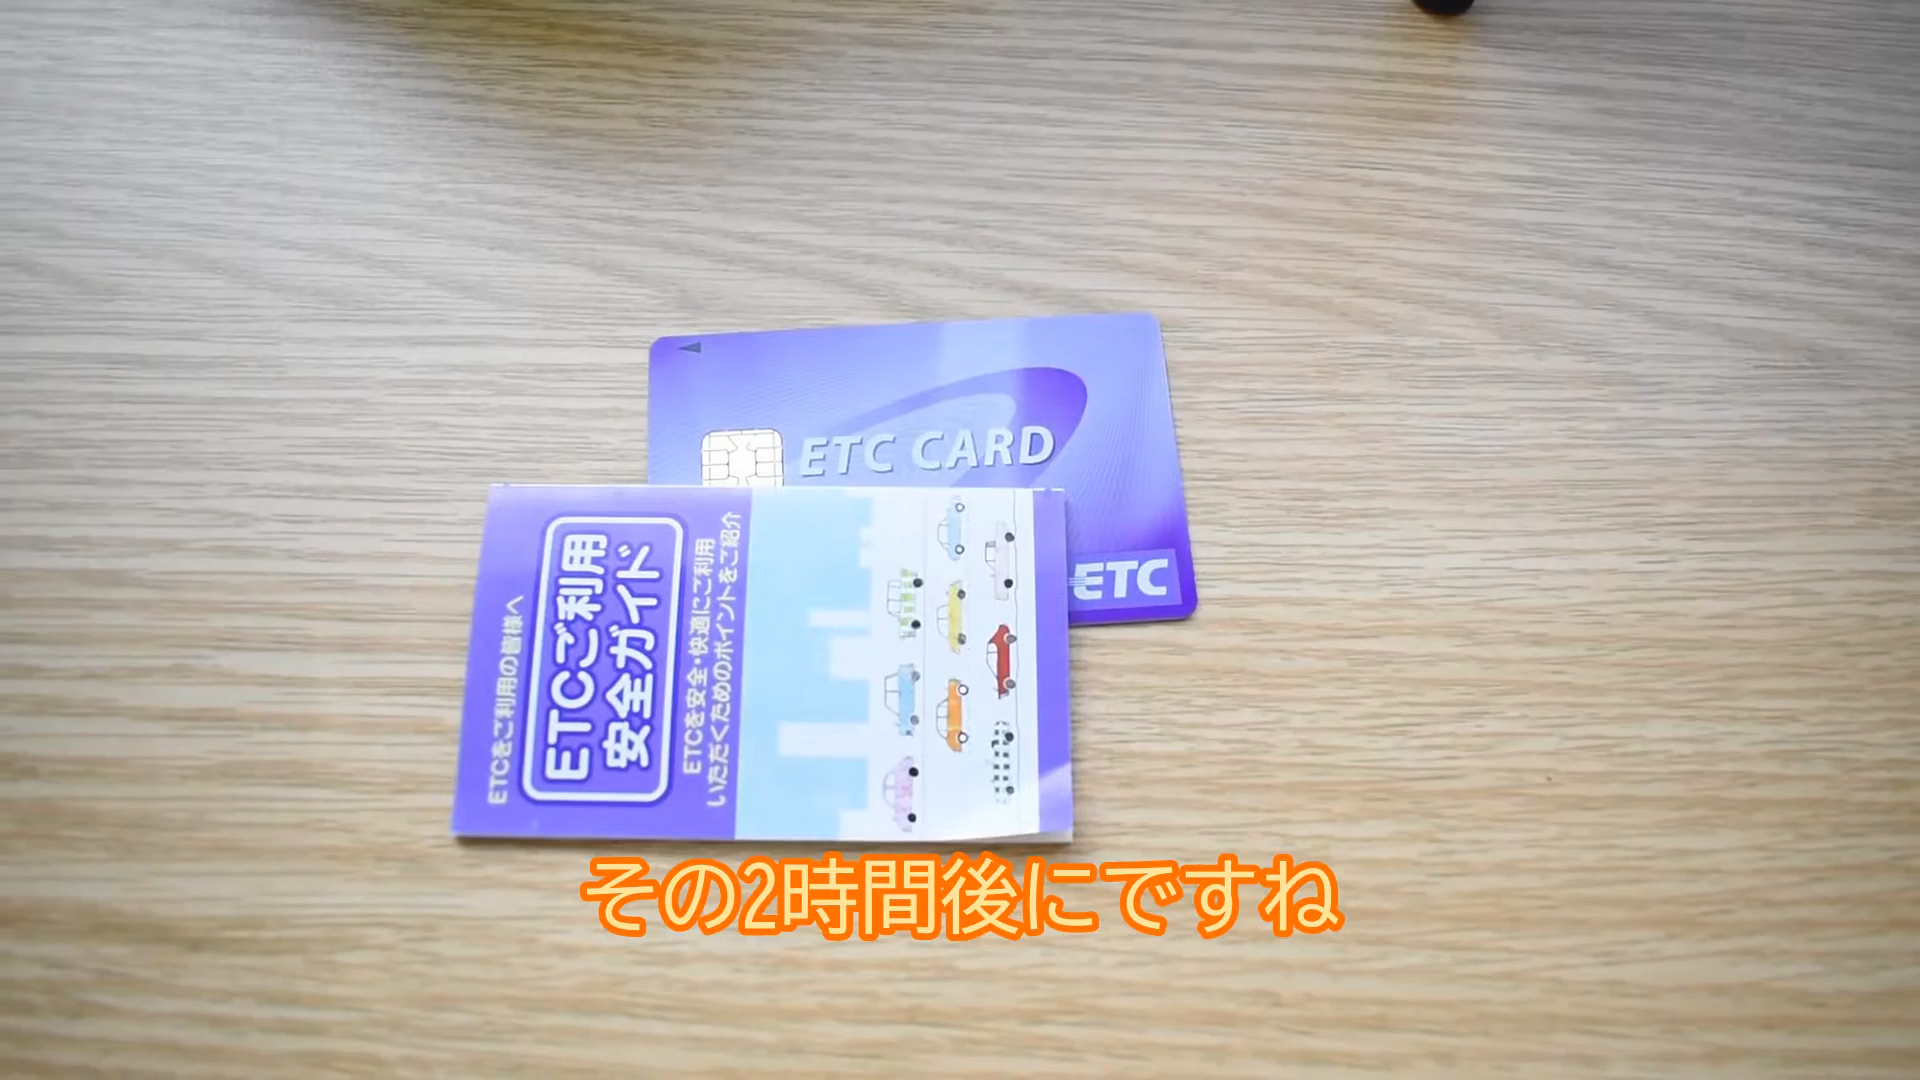 ETC CARD
ETC
ETCをご利用の皆様へ
ETCご利用
安全ガイド
ETCを安全・快適にご利用
いただくためのポイントをご紹介
その2時間後にですね